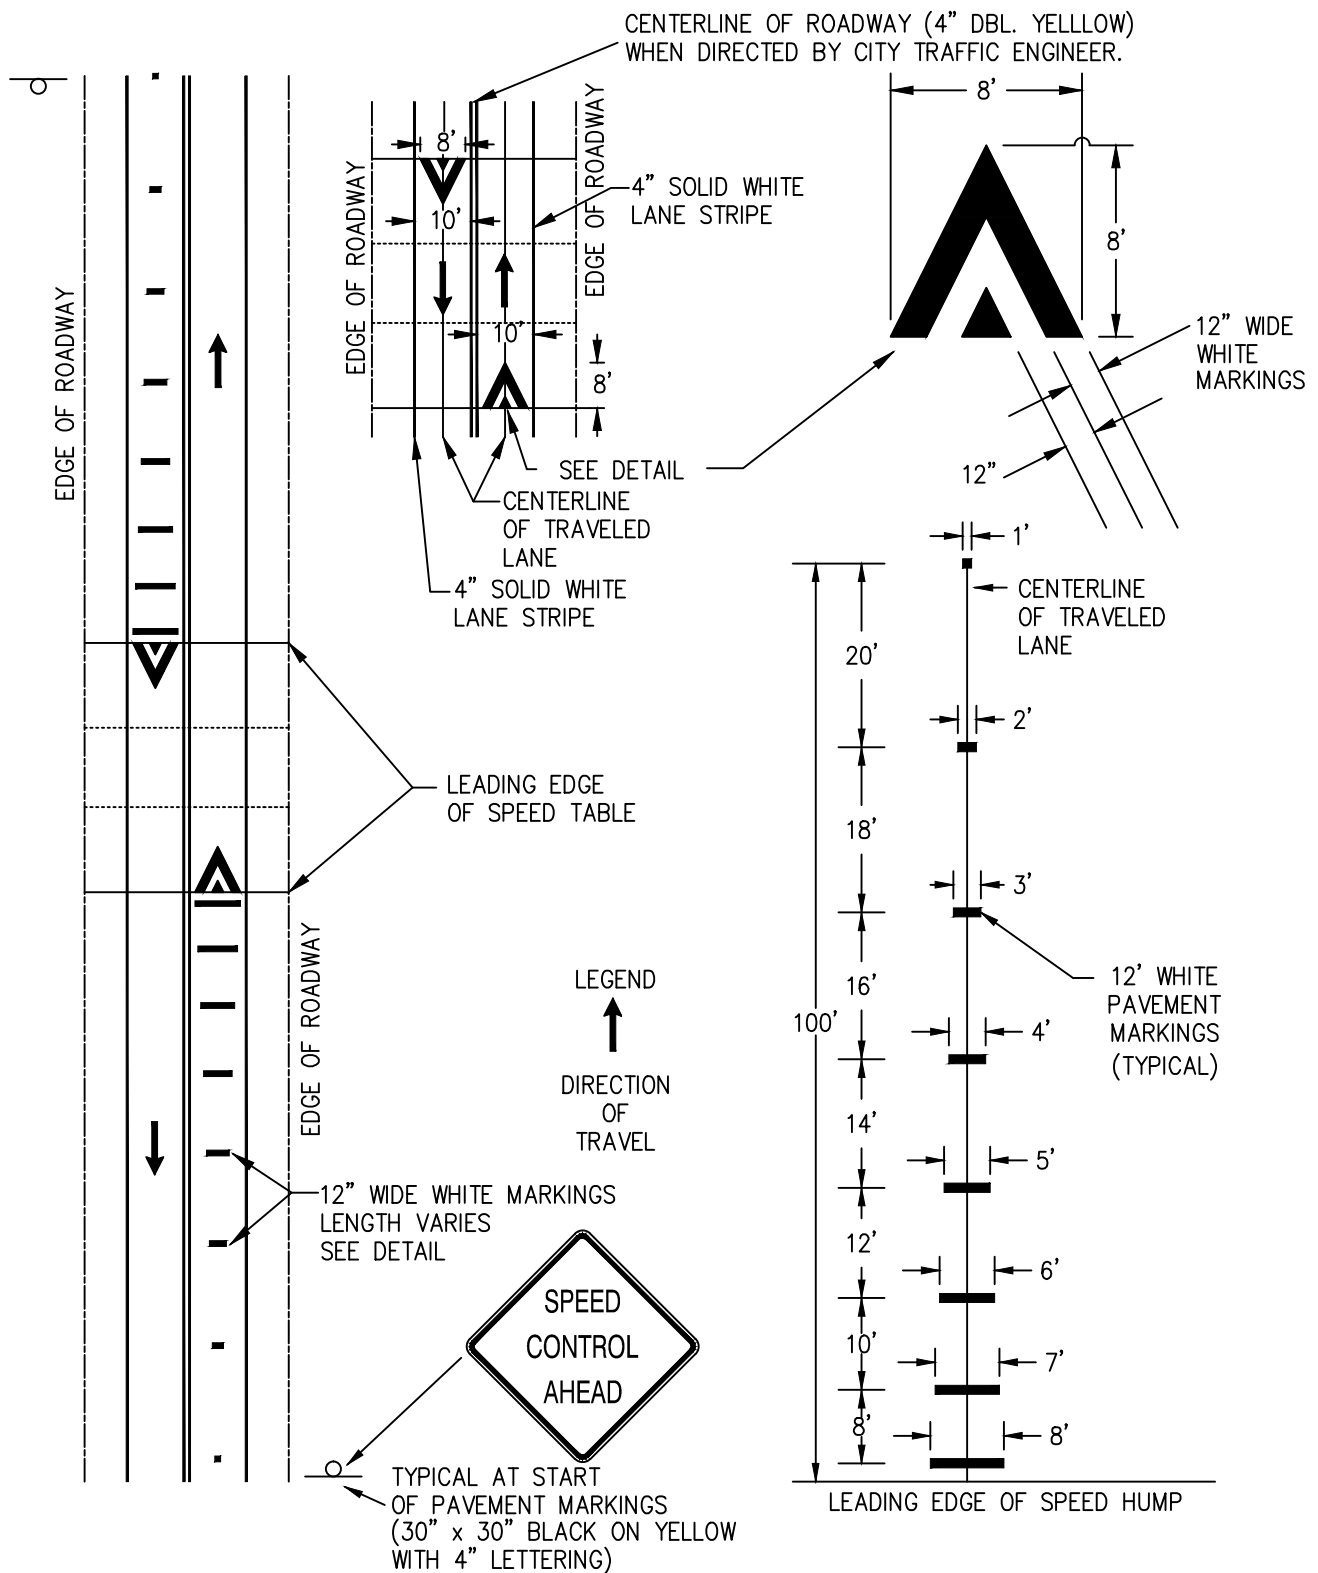 CENTERLINE OF ROADWAY (4" DBL. YELLLOW)
WHEN DIRECTED BY CITY TRAFFIC ENGINEER.
EDGE OF ROADWAY
8'
10'
10'
8'
EDGE OF ROADWAY
EDGE OF ROADWAY
4" SOLID WHITE
LANE STRIPE
SEE DETAIL
CENTERLINE
OF TRAVELED
LANE
4" SOLID WHITE
LANE STRIPE
8'
8'
12" WIDE
WHITE
MARKINGS
12"
LEADING EDGE
OF SPEED TABLE
EDGE OF ROADWAY
LEGEND
DIRECTION
OF
TRAVEL
12" WIDE WHITE MARKINGS
LENGTH VARIES
SEE DETAIL
SPEED
CONTROL
AHEAD
TYPICAL AT START
OF PAVEMENT MARKINGS
(30" x 30" BLACK ON YELLOW
WITH 4" LETTERING)
1'
CENTERLINE
OF TRAVELED
LANE
20'
2'
18'
3'
12' WHITE
PAVEMENT
MARKINGS
(TYPICAL)
16'
100'
4'
14'
5'
12'
6'
10'
7'
8'
8'
LEADING EDGE OF SPEED HUMP